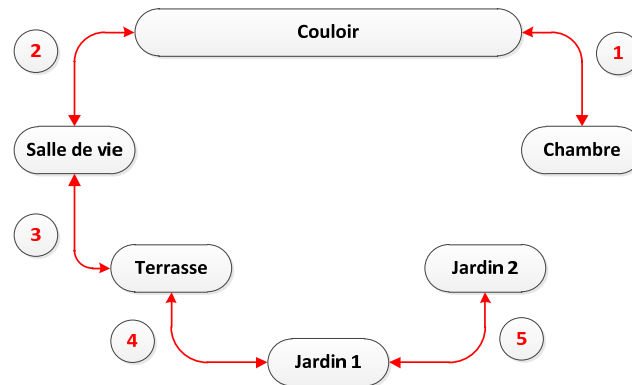 Couloir
2
1
Salle de vie
Chambre
3
Terrasse
Jardin 2
4
5
Jardin 1